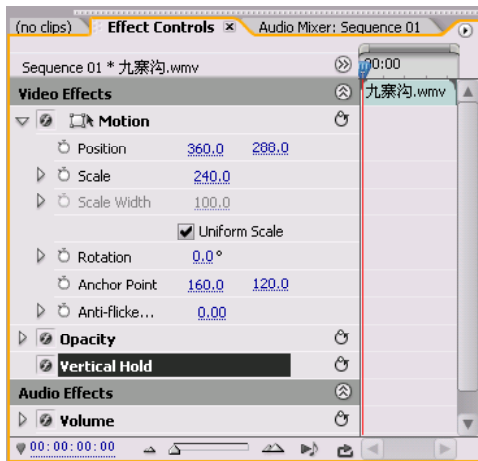 (no clips) Effect Controls Audio Mixer: Sequence 01
Sequence 01 * 九寨沟.wmv 00:00
Video Effects 九寨沟.wmv
Motion
Position 360.0 288.0
Scale 240.0
Scale Width 100.0
Uniform Scale
Rotation 0.0°
Anchor Point 160.0 120.0
Anti-flicke... 0.00
Opacity
Vertical Hold
Audio Effects
Volume
00:00:00:00